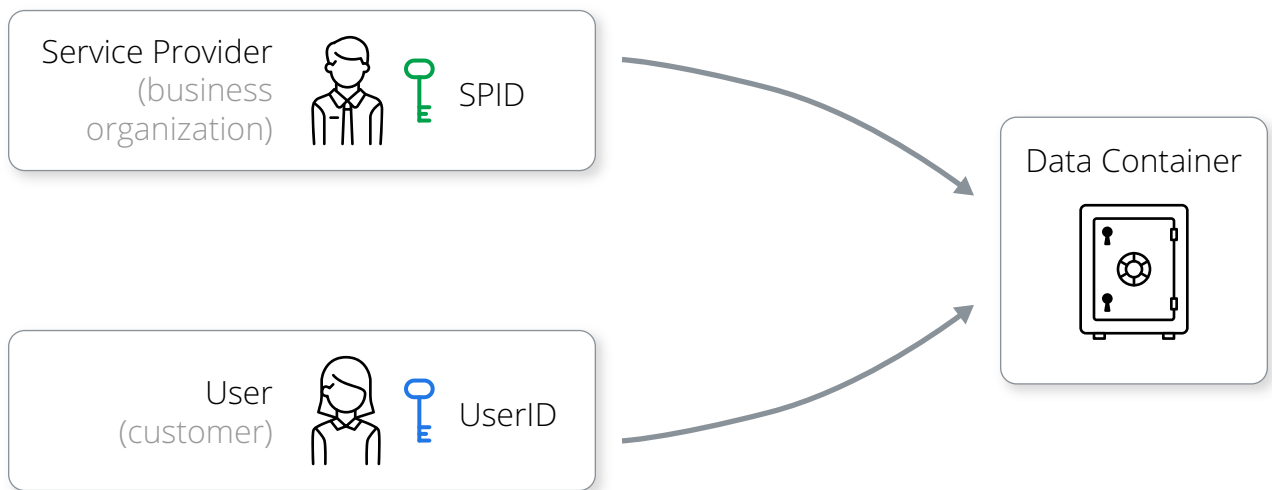 Service Provider
(business
organization)
SPID
Data Container
User
(customer)
UserID